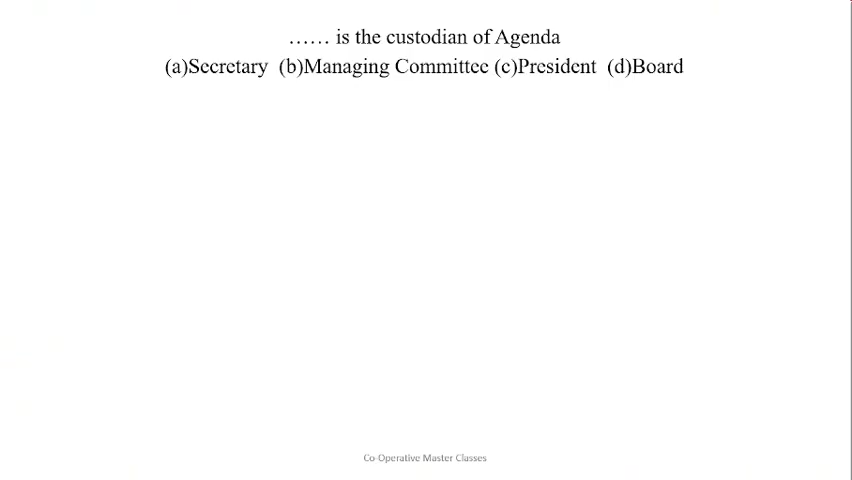 …… is the custodian of Agenda
(a)Secretary (b)Managing Committee (c)President (d)Board
Co-Operative Master Classes